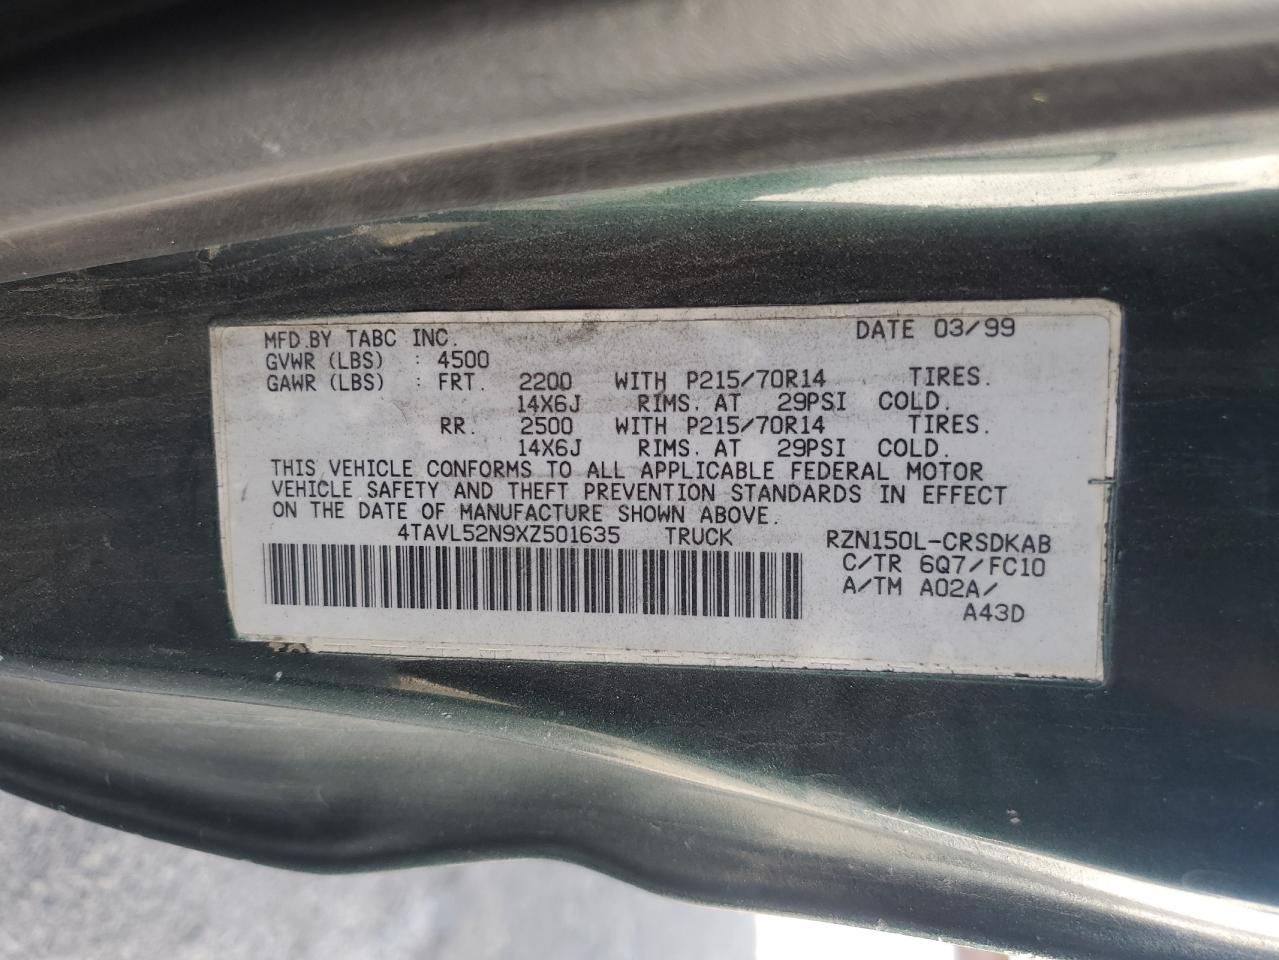 MFD.BY TABC INC. DATE 03/99
GVWR (LBS) : 4500
GAWR (LBS) : FRT. 2200 WITH P215/70R14 TIRES.
14X6J RIMS. AT 29PSI COLD.
RR. 2500 WITH P215/70R14 TIRES.
14X6J RIMS. AT 29PSI COLD.
THIS VEHICLE CONFORMS TO ALL APPLICABLE FEDERAL MOTOR
VEHICLE SAFETY AND THEFT PREVENTION STANDARDS IN EFFECT
ON THE DATE OF MANUFACTURE SHOWN ABOVE.
4TAVL52N9XZ501635 TRUCK RZN150L-CRSDKAB
C/TR 6Q7/FC10
A/TM A02A/
A43D